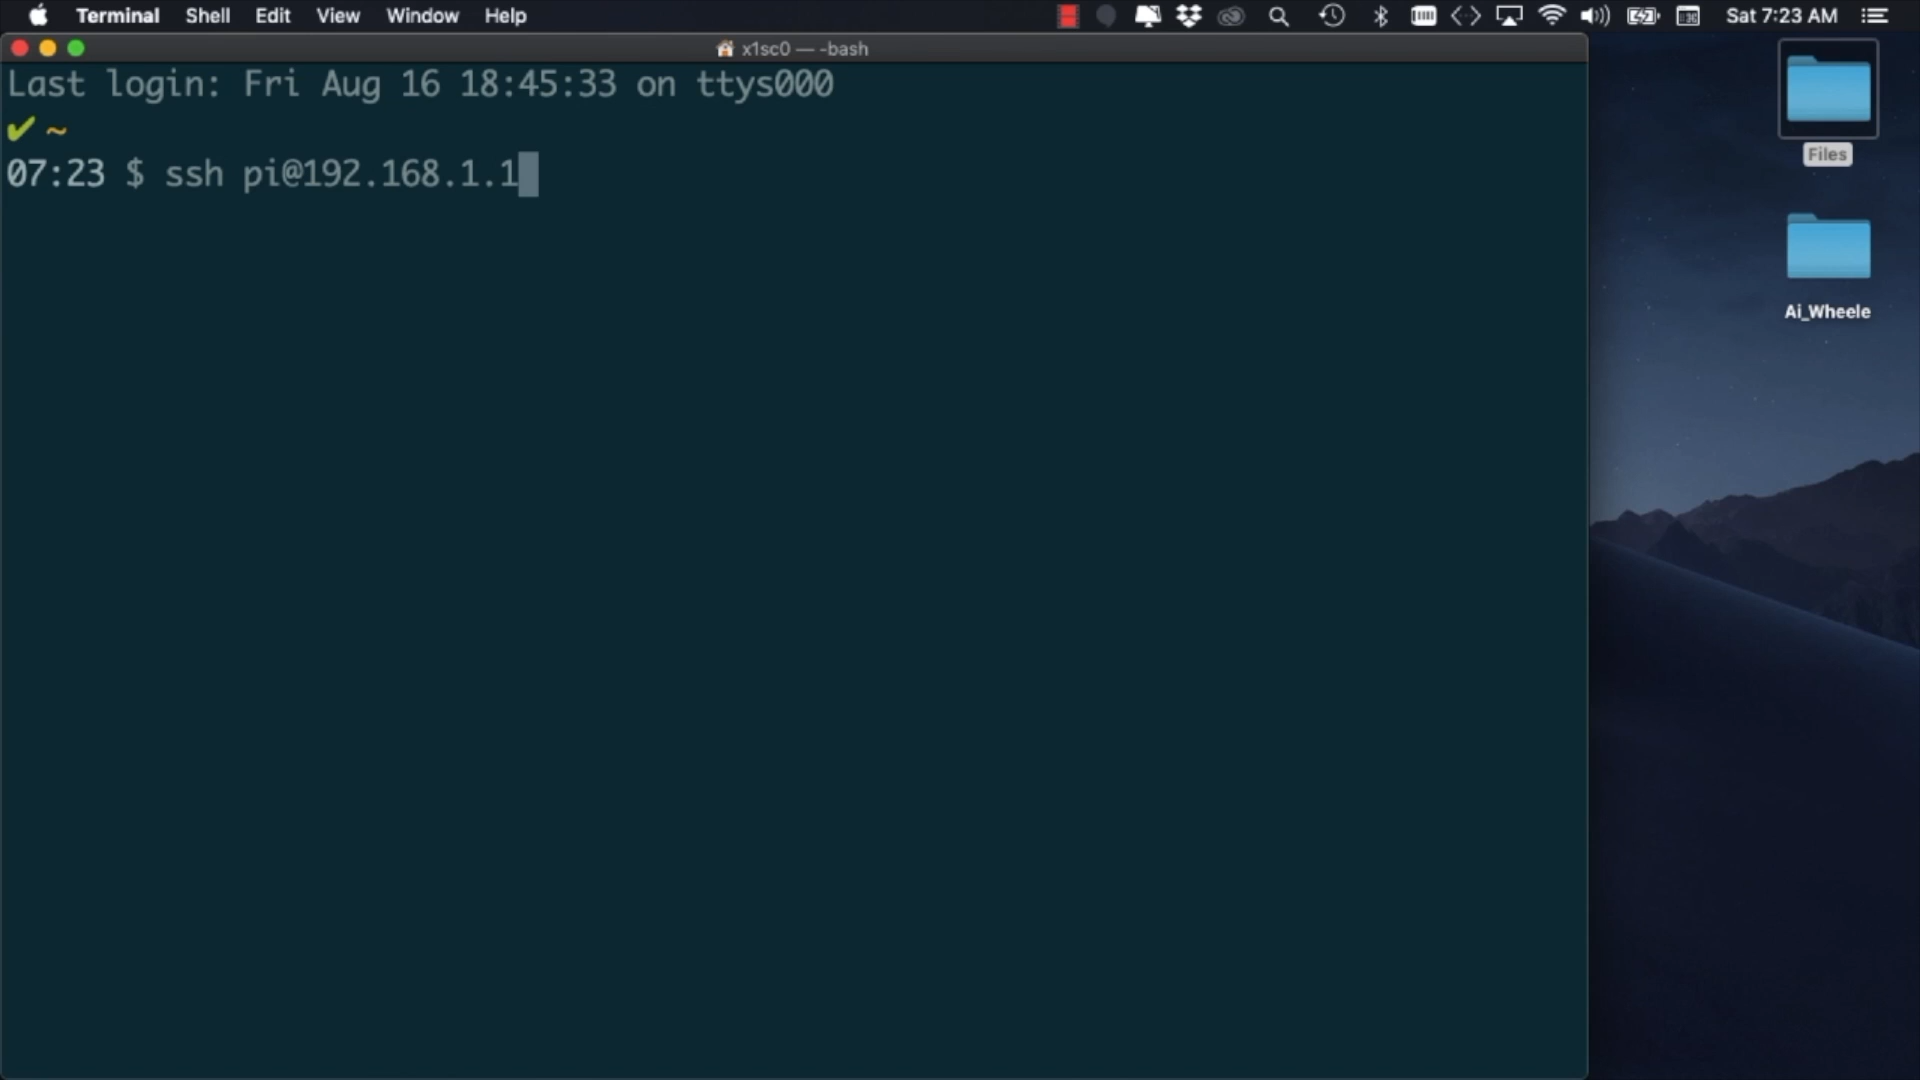 Terminal Shell Edit View Window Help Sat 7:23 AM
x1sc0 — -bash
Last login: Fri Aug 16 18:45:33 on ttys000
✔ ~
07:23 $ ssh pi@192.168.1.1
Files
Ai_Wheele